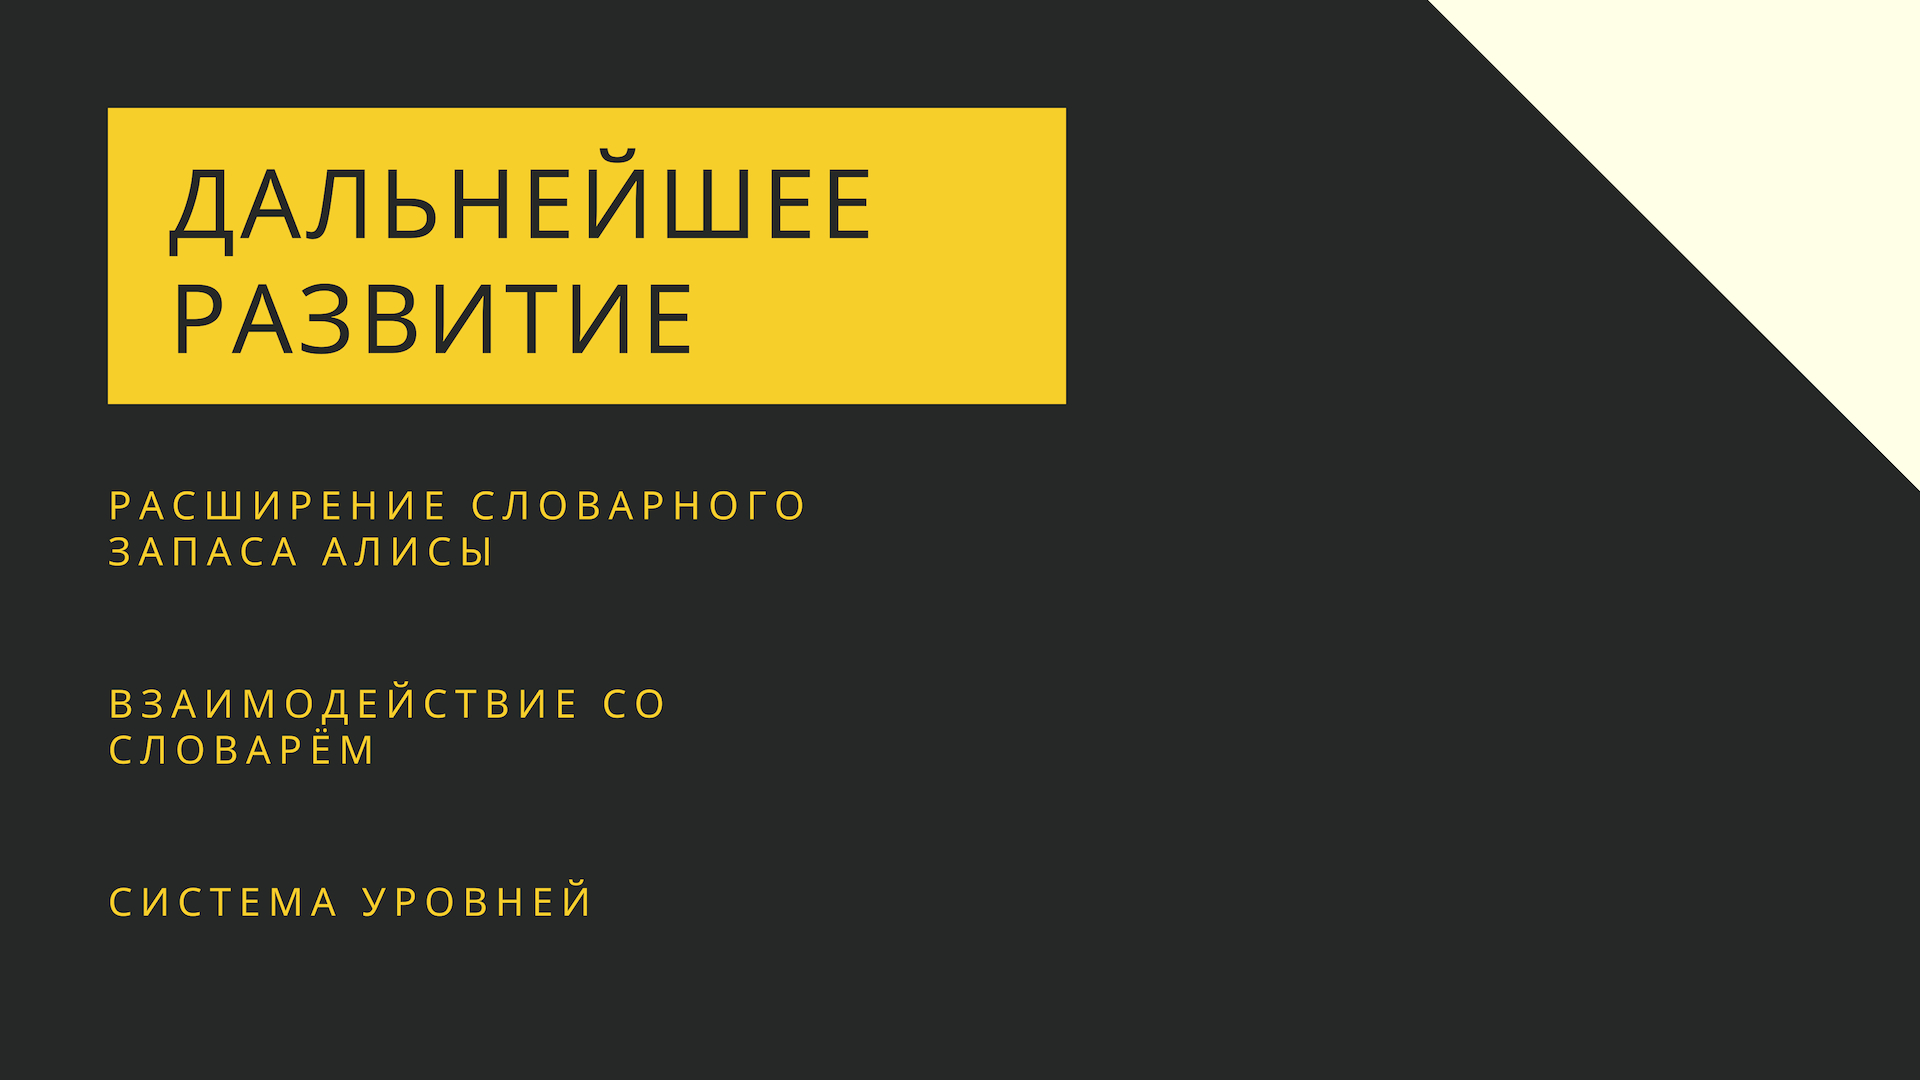 ДАЛЬНЕЙШЕЕ
РАЗВИТИЕ
РАСШИРЕНИЕ СЛОВАРНОГО
ЗАПАСА АЛИСЫ
ВЗАИМОДЕЙСТВИЕ СО
СЛОВАРЁМ
СИСТЕМА УРОВНЕЙ